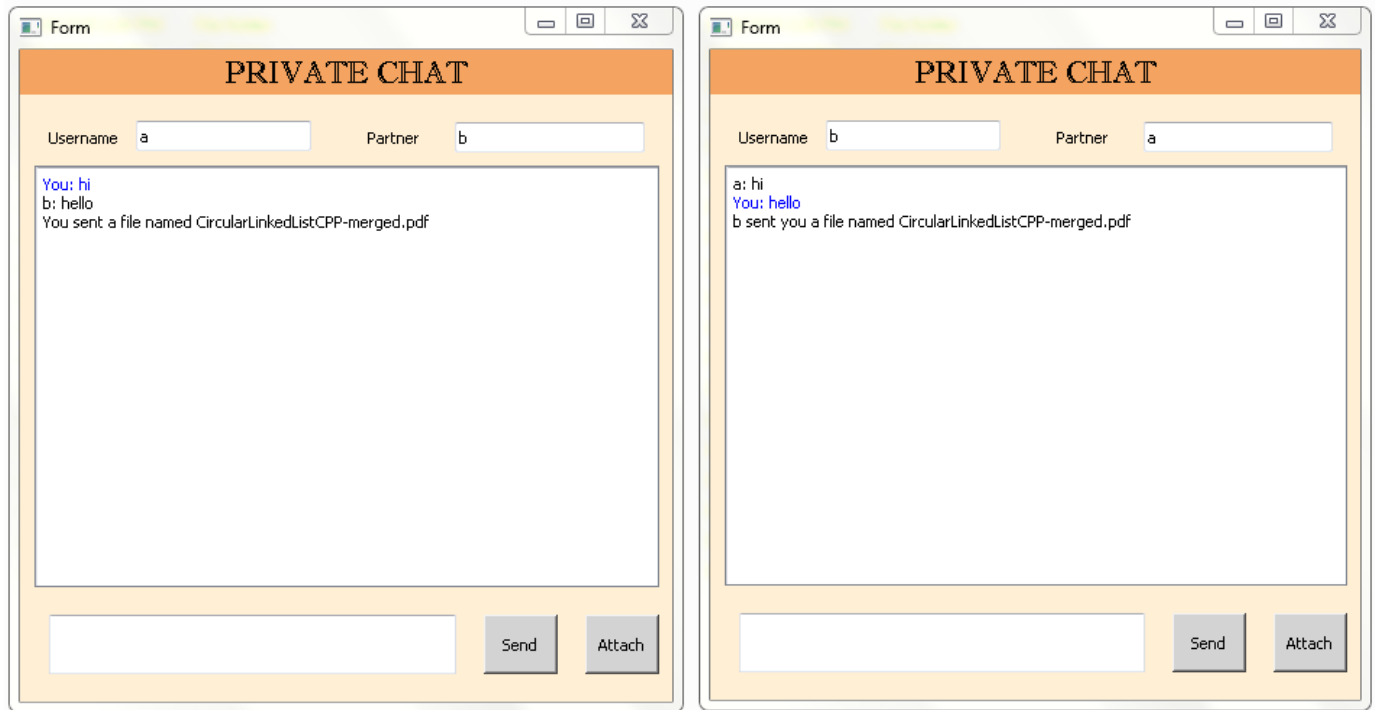 Form
PRIVATE CHAT
Username a Partner b
You: hi
b: hello
You sent a file named CircularLinkedListCPP-merged.pdf
Send Attach
Form
PRIVATE CHAT
Username b Partner a
a: hi
You: hello
b sent you a file named CircularLinkedListCPP-merged.pdf
Send Attach